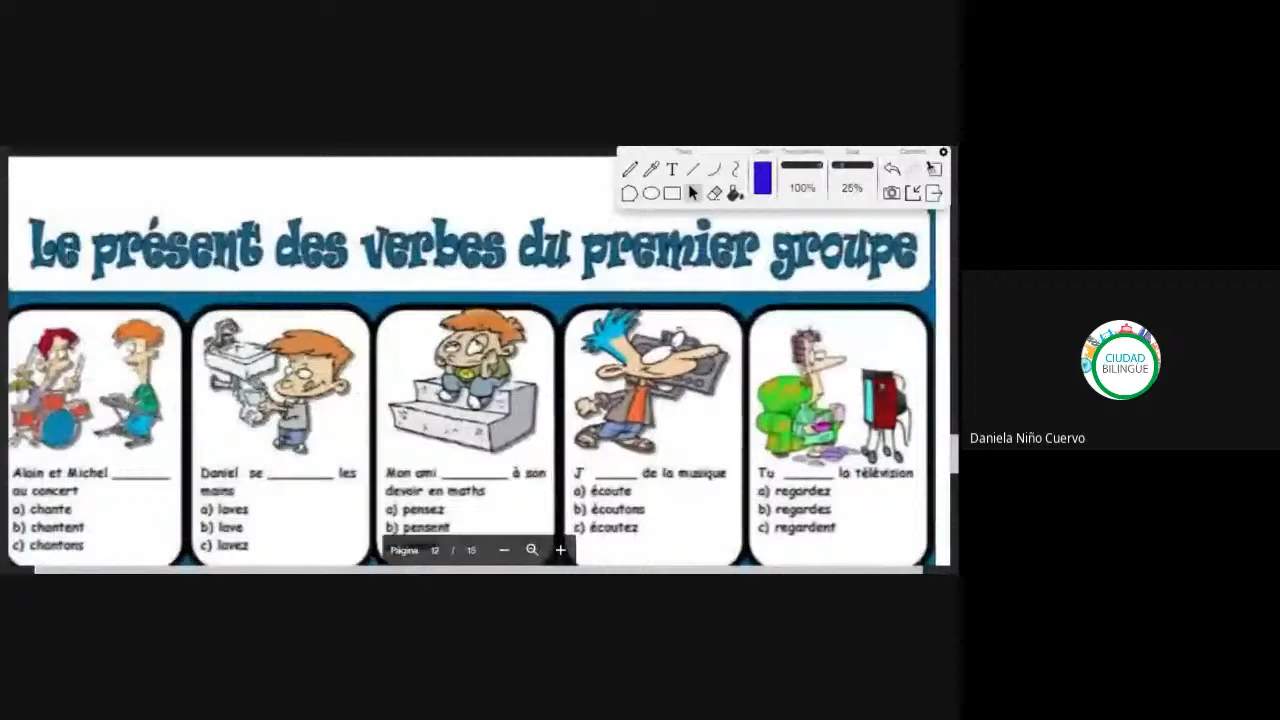 100%
25%
Le présent des verbes du premier groupe
Alain et Michel ________
au concert
a) chante
b) chantent
c) chantons
Daniel se ________ les
mains
a) laves
b) lave
c) lavez
Mon ami ________ à son
devoir en maths
a) pensez
b) pensent
J' _____ de la musique
a) écoute
b) écoutons
c) écoutez
Tu ______ la télévision
a) regardez
b) regardes
c) regardent
Página 12 / 15
CIUDAD
BILINGÜE
Daniela Niño Cuervo